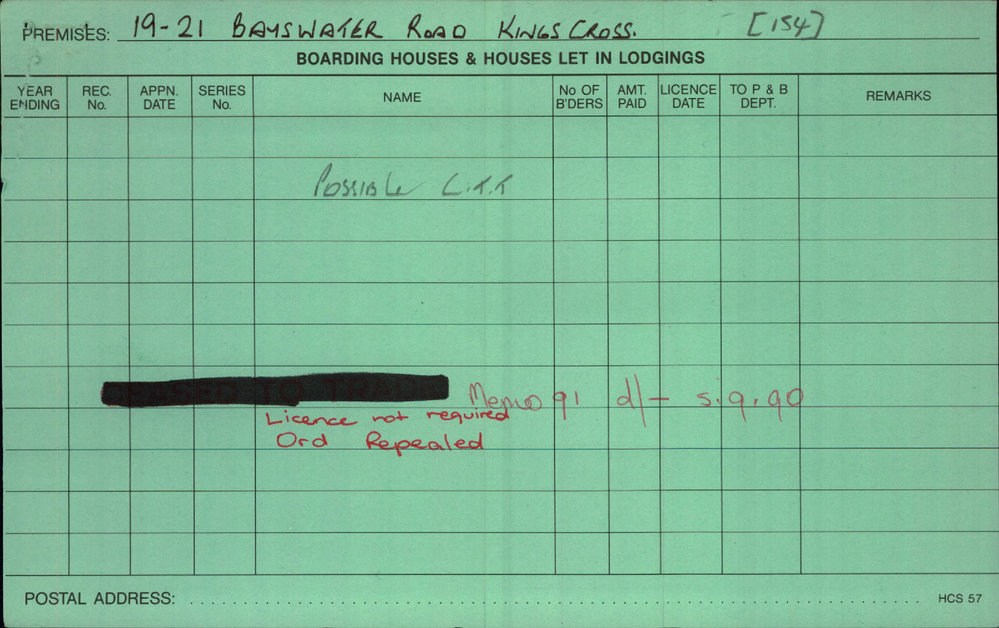 PREMISES: 19-21 BAYSWATER ROAD KINGS CROSS. [154]
BOARDING HOUSES & HOUSES LET IN LODGINGS
YEAR ENDING REC. No. APPN. DATE SERIES No. NAME No OF B'DERS AMT. PAID LICENCE DATE TO P & B DEPT. REMARKS
Possible L.T.T
Memo 91 d/- 5.9.90
Licence not required
Ord Repealed
POSTAL ADDRESS:
HCS 57